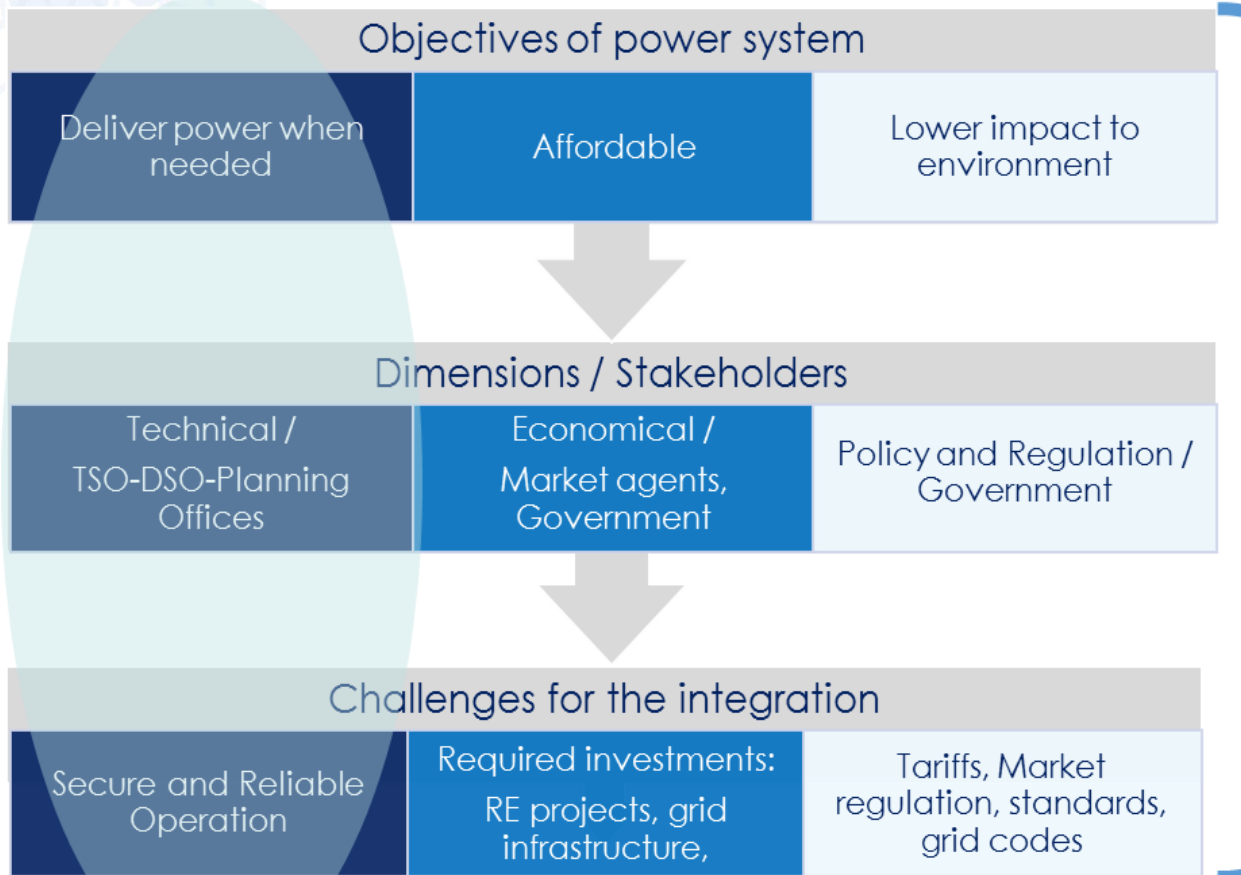 Objectives of power system
Deliver power when
needed
Affordable
Lower impact to
environment
Dimensions / Stakeholders
Technical /
TSO-DSO-Planning
Offices
Economical /
Market agents,
Government
Policy and Regulation /
Government
Challenges for the integration
Secure and Reliable
Operation
Required investments:
RE projects, grid
infrastructure,
Tariffs, Market
regulation, standards,
grid codes